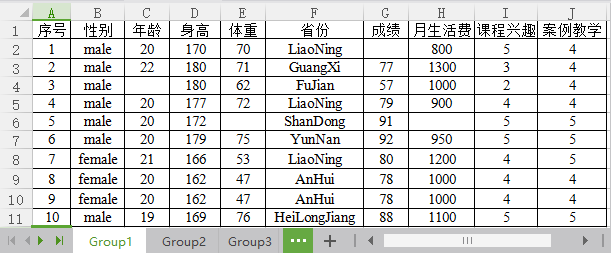 A B C D E F G H I J
1 序号 性别 年龄 身高 体重 省份 成绩 月生活费 课程兴趣 案例教学
2 1 male 20 170 70 LiaoNing 800 5 4
3 2 male 22 180 71 GuangXi 77 1300 3 4
4 3 male 180 62 FuJian 57 1000 2 4
5 4 male 20 177 72 LiaoNing 79 900 4 4
6 5 male 20 172 ShanDong 91 5 5
7 6 male 20 179 75 YunNan 92 950 5 5
8 7 female 21 166 53 LiaoNing 80 1200 4 5
9 8 female 20 162 47 AnHui 78 1000 4 5
10 9 female 20 162 47 AnHui 78 1000 4 5
11 10 male 19 169 76 HeiLongJiang 88 1100 5 5
Group1 Group2 Group3 ··· +